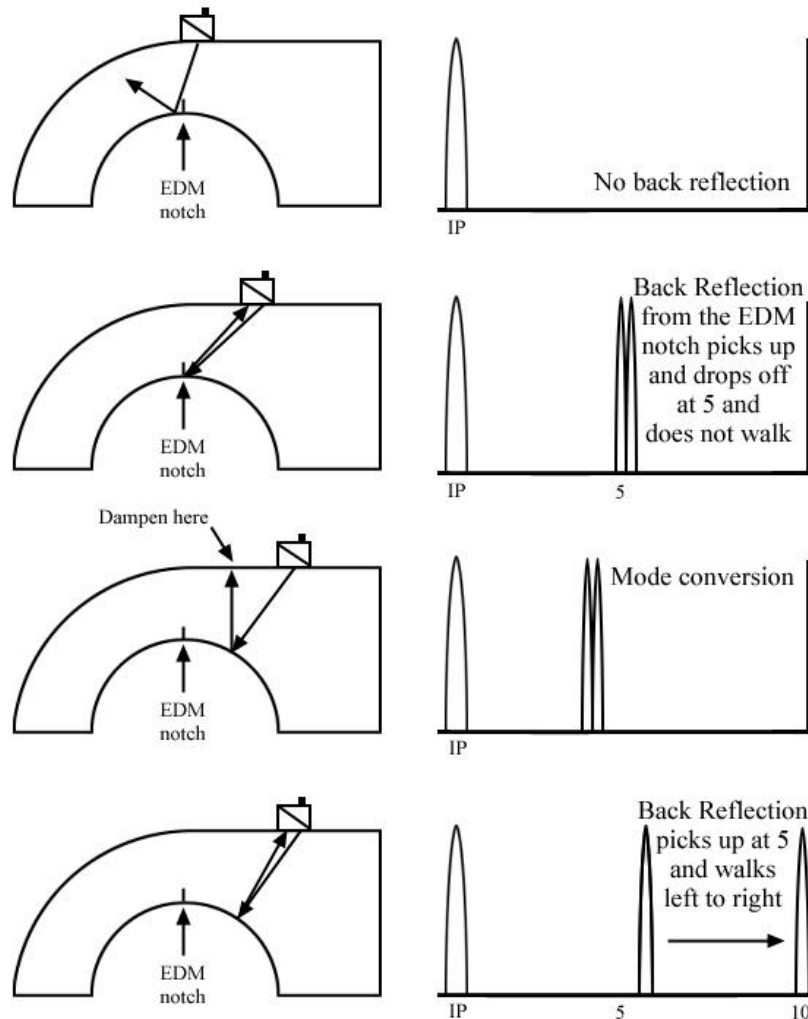 EDM
notch
No back reflection
IP
EDM
notch
Back Reflection
from the EDM
notch picks up
and drops off
at 5 and
does not walk
IP
5
Dampen here
EDM
notch
Mode conversion
IP
EDM
notch
Back Reflection
picks up at 5
and walks
left to right
IP
5
10